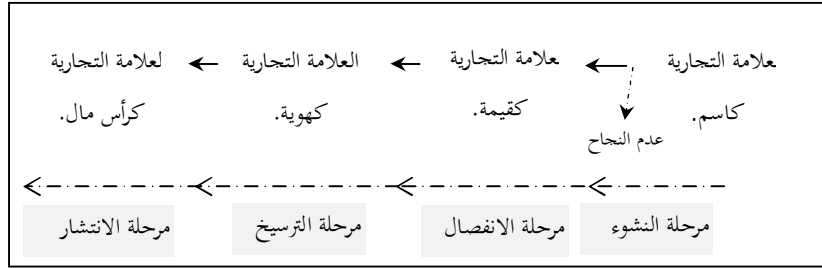 علامة التجارية علامة التجارية العلامة التجارية لعلامة التجارية
كاسم. كقيمة. كهوية. كرأس مال.
عدم النجاح
مرحلة النشوء مرحلة الانفصال مرحلة الترسيخ مرحلة الانتشار